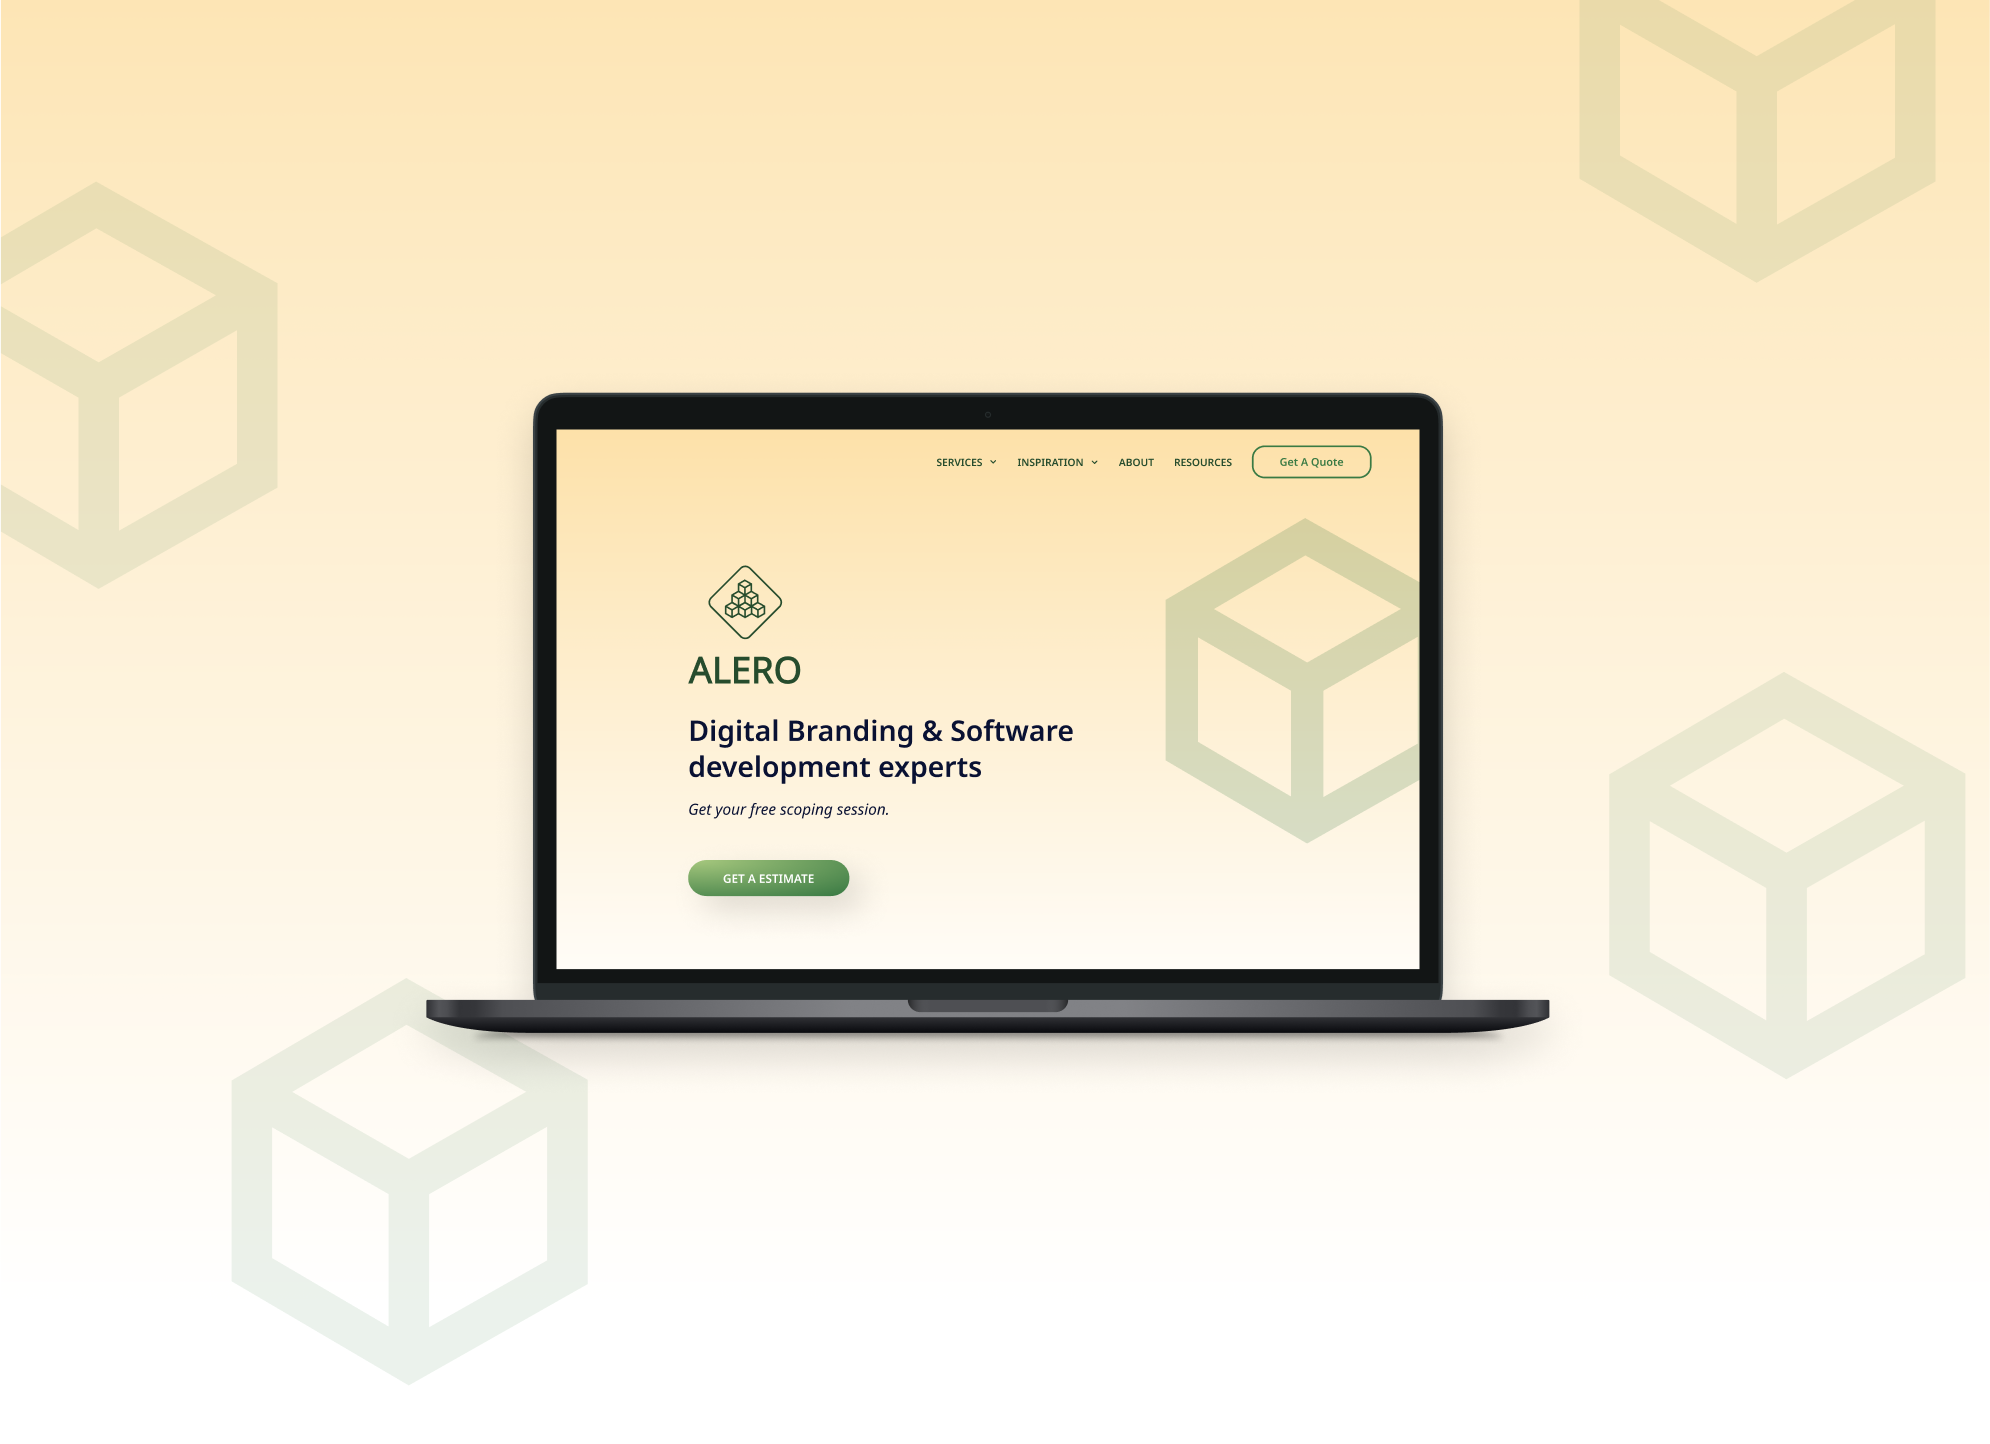 SERVICES INSPIRATION ABOUT RESOURCES Get A Quote
ALERO
Digital Branding & Software
development experts
Get your free scoping session.
GET A ESTIMATE